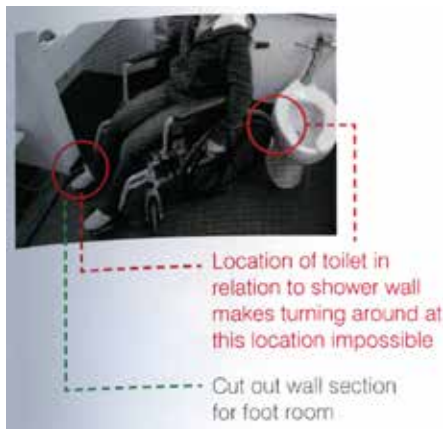 Location of toilet in
relation to shower wall
makes turning around at
this location impossible
Cut out wall section
for foot room